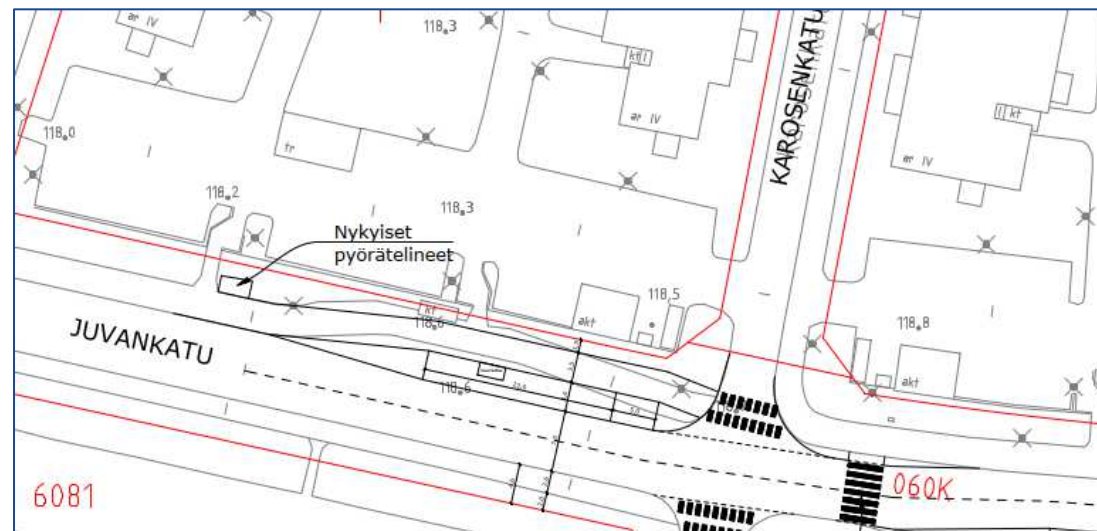 ar IV
118.3
kt
ar IV
KAROSENKATU
kt
ar IV
118.0
tr
118.2
118.3
Nykyiset
pyörätelineet
kt
118.6
akt
118.5
118.8
akt
JUVANKATU
118.6
6081
060K